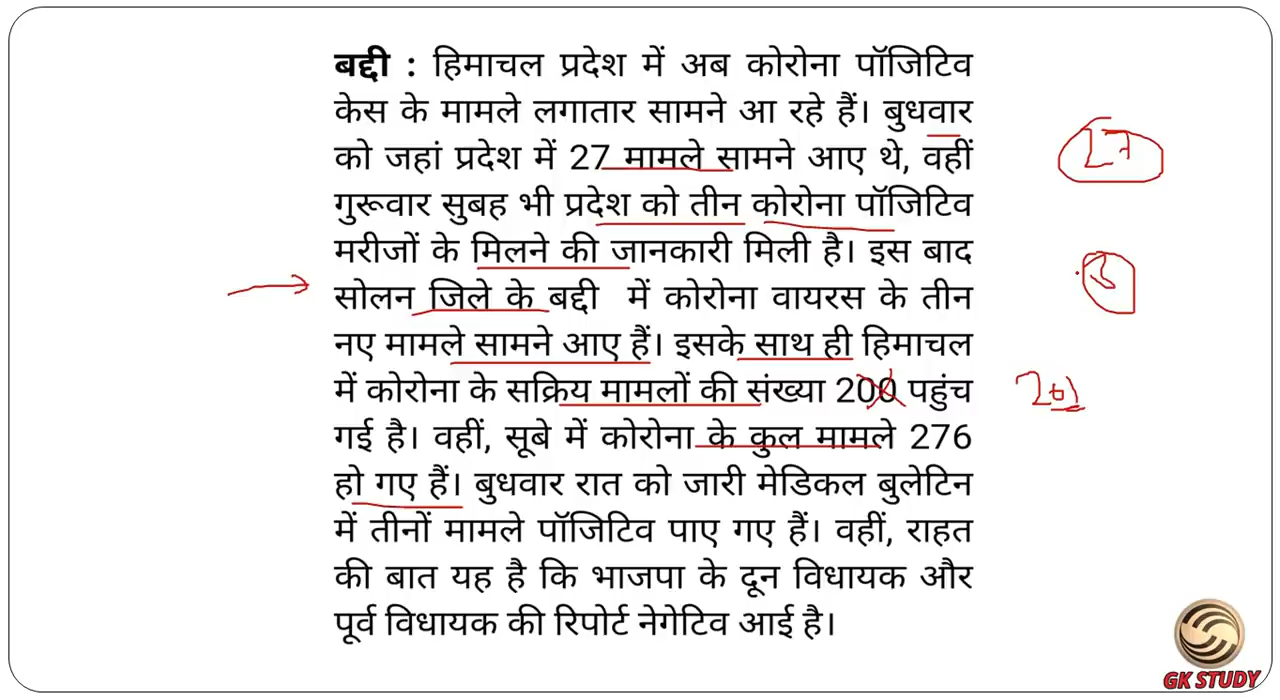 बद्दी : हिमाचल प्रदेश में अब कोरोना पॉजिटिव
केस के मामले लगातार सामने आ रहे हैं। बुधवार
को जहां प्रदेश में 27 मामले सामने आए थे, वहीं
27
गुरूवार सुबह भी प्रदेश को तीन कोरोना पॉजिटिव
मरीजों के मिलने की जानकारी मिली है। इस बाद
सोलन जिले के बद्दी में कोरोना वायरस के तीन
नए मामले सामने आए हैं। इसके साथ ही हिमाचल
में कोरोना के सक्रिय मामलों की संख्या 200 पहुंच
201
गई है। वहीं, सूबे में कोरोना के कुल मामले 276
हो गए हैं। बुधवार रात को जारी मेडिकल बुलेटिन
में तीनों मामले पॉजिटिव पाए गए हैं। वहीं, राहत
की बात यह है कि भाजपा के दून विधायक और
पूर्व विधायक की रिपोर्ट नेगेटिव आई है।
GK STUDY